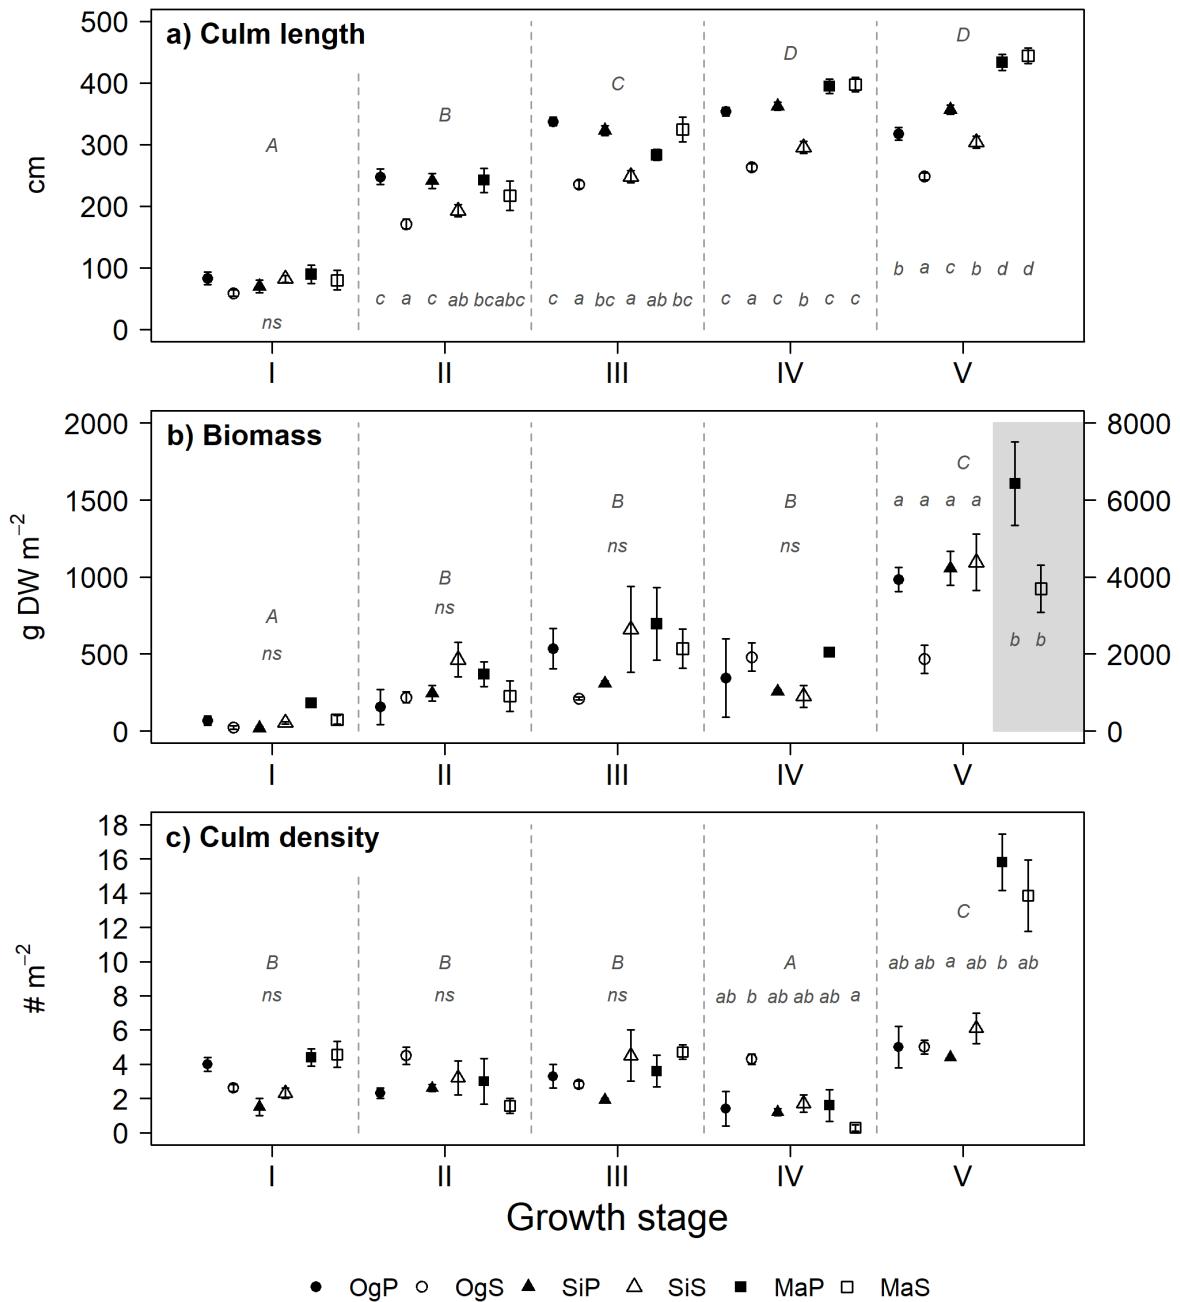 a) Culm length
cm
500
400
300
200
100
0
A
B
C
D
D
ns
c a c ab bc abc
c a bc a ab bc
c a c b c c
b a c b d d
I II III IV V
b) Biomass
g DW m⁻²
2000
1500
1000
500
0
8000
6000
4000
2000
0
A
ns
B
ns
B
ns
B
ns
C
a a a a
b b
I II III IV V
c) Culm density
# m⁻²
18
16
14
12
10
8
6
4
2
0
B
ns
B
ns
B
ns
A
ab b ab ab ab a
C
ab ab a ab b ab
I II III IV V
Growth stage
OgP OgS SiP SiS MaP MaS